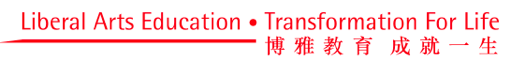 Liberal Arts Education • Transformation For Life
博雅教育 成就一生